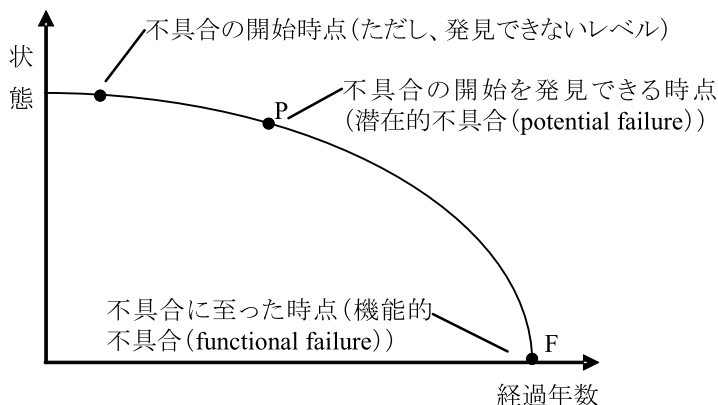 不具合の開始時点（ただし、発見できないレベル）
状
態
P
不具合の開始を発見できる時点
（潜在的不具合（potential failure））
不具合に至った時点（機能的
不具合（functional failure））
F
経過年数